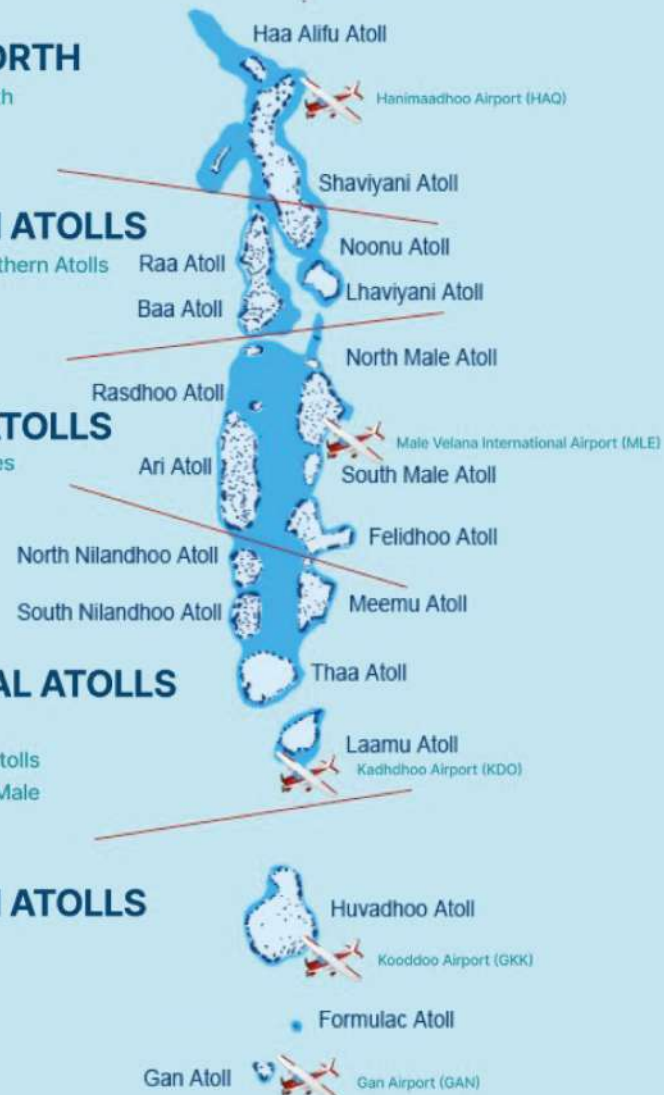 Haa Alifu Atoll
ORTH
th
Hanimaadhoo Airport (HAQ)
Shaviyani Atoll
ATOLLS
thern Atolls
Raa Atoll
Noonu Atoll
Lhaviyani Atoll
Baa Atoll
North Male Atoll
Rasdhoo Atoll
ATOLLS
es
Male Velana International Airport (MLE)
Ari Atoll
South Male Atoll
Felidhoo Atoll
North Nilandhoo Atoll
South Nilandhoo Atoll
Meemu Atoll
Thaa Atoll
AL ATOLLS
Laamu Atoll
tolls
Kadhdhoo Airport (KDO)
Male
ATOLLS
Huvadhoo Atoll
Kooddoo Airport (GKK)
Formulac Atoll
Gan Atoll
Gan Airport (GAN)